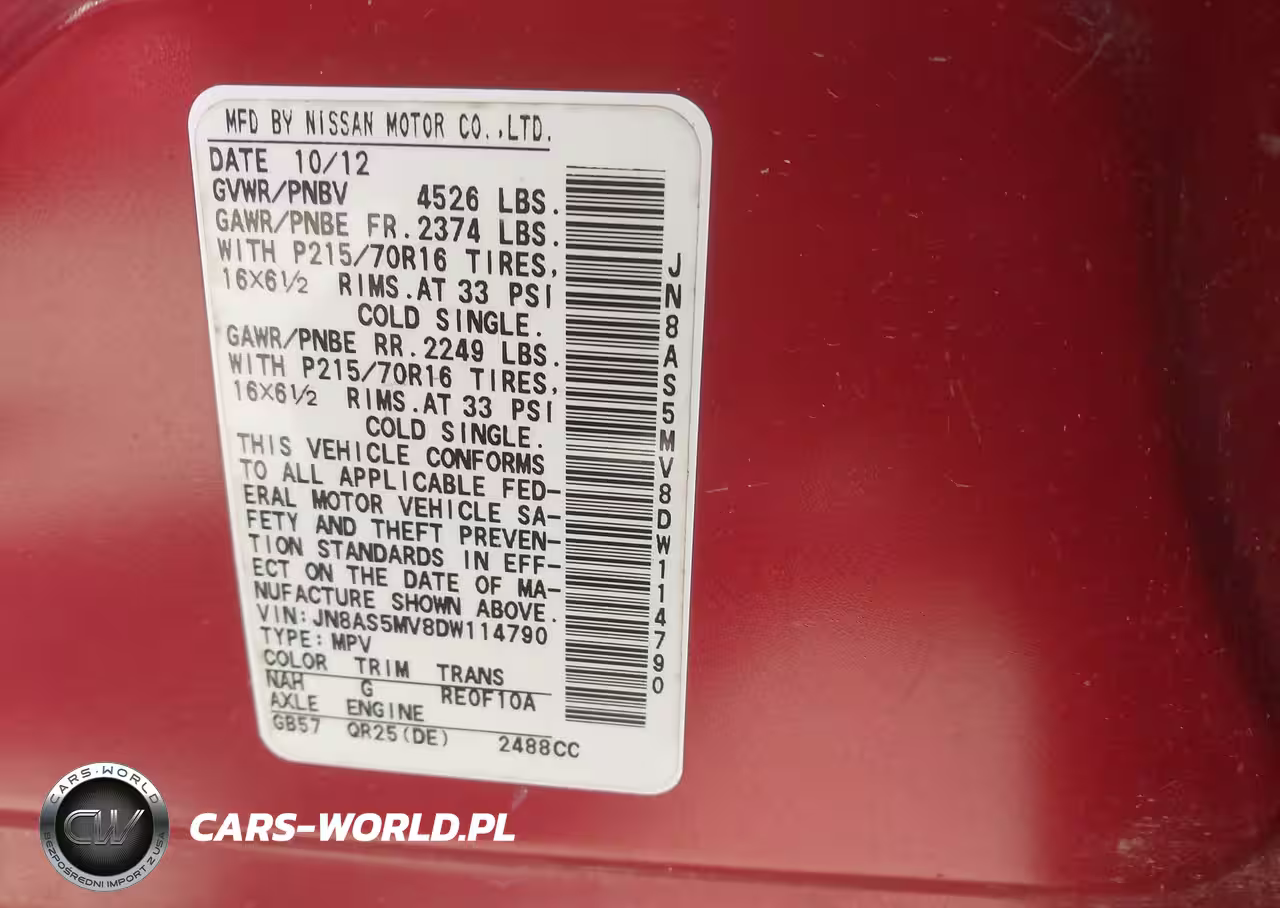 MFD BY NISSAN MOTOR CO.,LTD.
DATE 10/12
GVWR/PNBV 4526 LBS.
GAWR/PNBE FR.2374 LBS.
WITH P215/70R16 TIRES,
16X6½ RIMS.AT 33 PSI
COLD SINGLE.
GAWR/PNBE RR.2249 LBS.
WITH P215/70R16 TIRES,
16X6½ RIMS.AT 33 PSI
COLD SINGLE.
THIS VEHICLE CONFORMS
TO ALL APPLICABLE FED-
ERAL MOTOR VEHICLE SA-
FETY AND THEFT PREVEN-
TION STANDARDS IN EFF-
ECT ON THE DATE OF MA-
NUFACTURE SHOWN ABOVE.
VIN:JN8AS5MV8DW114790
TYPE:MPV
COLOR TRIM TRANS
NAH G RE0F10A
AXLE ENGINE
GB57 QR25(DE) 2488CC
JN8AS5MV8DW114790
CARS-WORLD
CW
BEZPOŚREDNI IMPORT Z USA
CARS-WORLD.PL